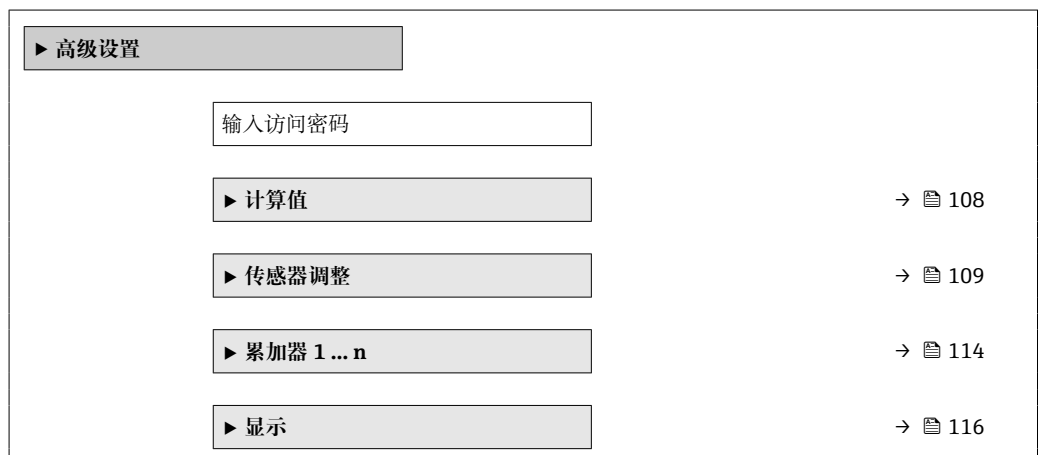 ▶ 高级设置
输入访问密码
▶ 计算值 → 🗎 108
▶ 传感器调整 → 🗎 109
▶ 累加器 1 … n → 🗎 114
▶ 显示 → 🗎 116